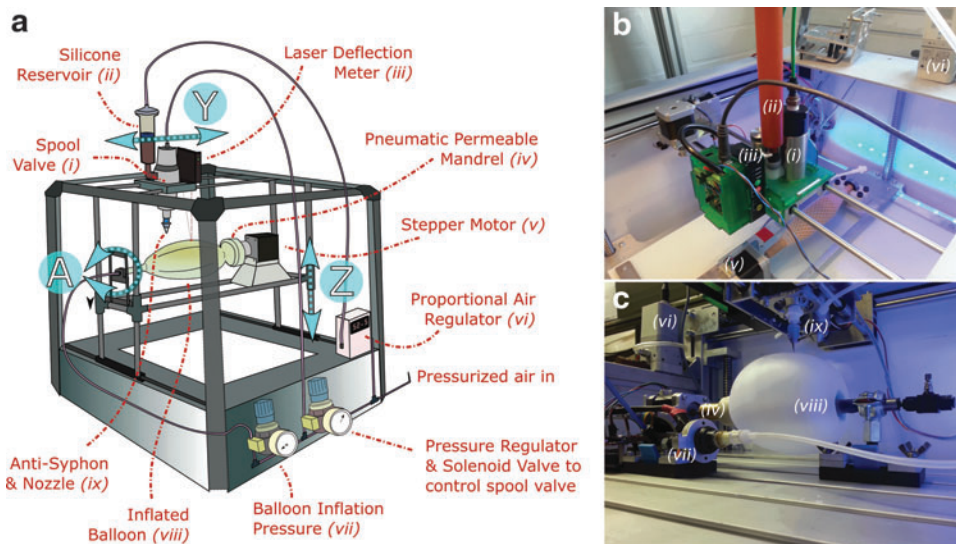 a
Silicone
Reservoir (ii)
Laser Deflection
Meter (iii)
Y
Spool
Valve (i)
Pneumatic Permeable
Mandrel (iv)
Stepper Motor (v)
A
Z
Proportional Air
Regulator (vi)
Pressurized air in
Anti-Syphon
& Nozzle (ix)
Inflated
Balloon (viii)
Balloon Inflation
Pressure (vii)
Pressure Regulator
& Solenoid Valve to
control spool valve
b
(vi)
(ii)
(iii)
(i)
(v)
c
(vi)
(ix)
(iv)
(viii)
(vii)